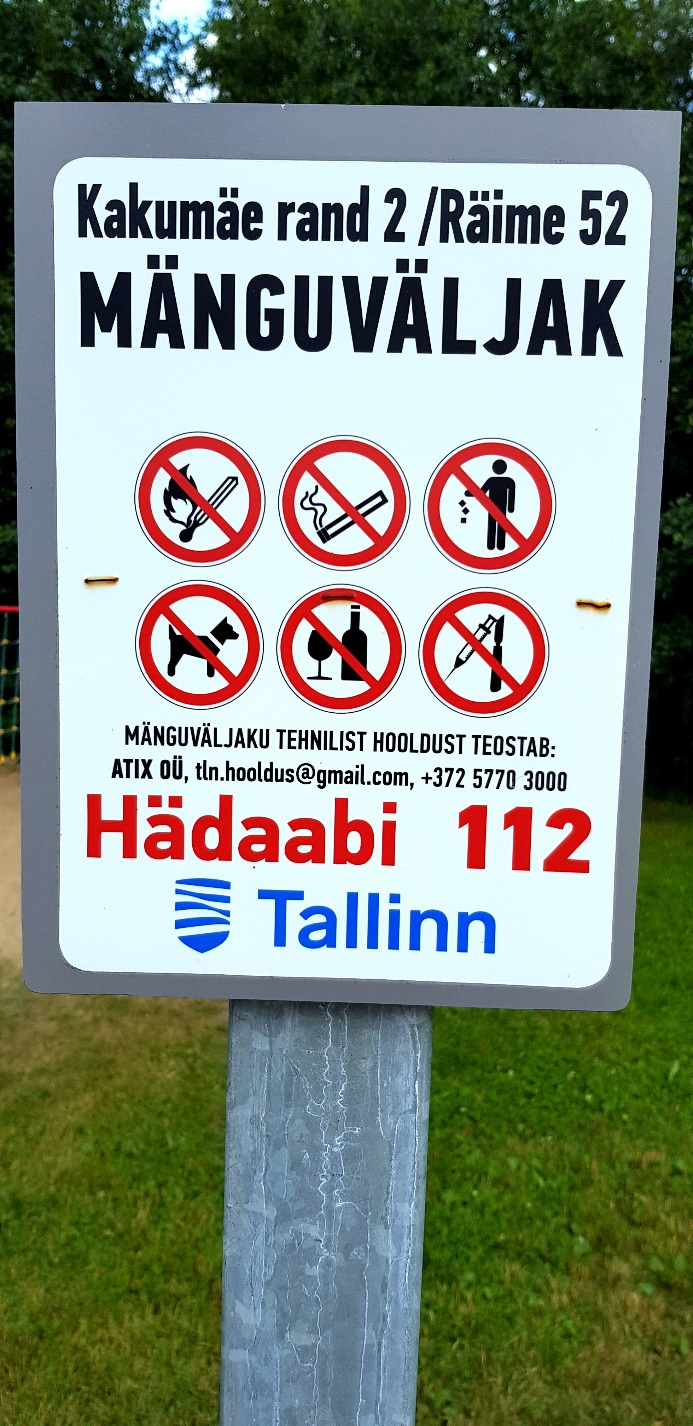 Kakumäe rand 2 /Räime 52
MÄNGUVÄLJAK
MÄNGUVÄLJAKU TEHNILIST HOOLDUST TEOSTAB:
ATIX OÜ, tln.hooldus@gmail.com, +372 5770 3000
Hädaabi 112
Tallinn